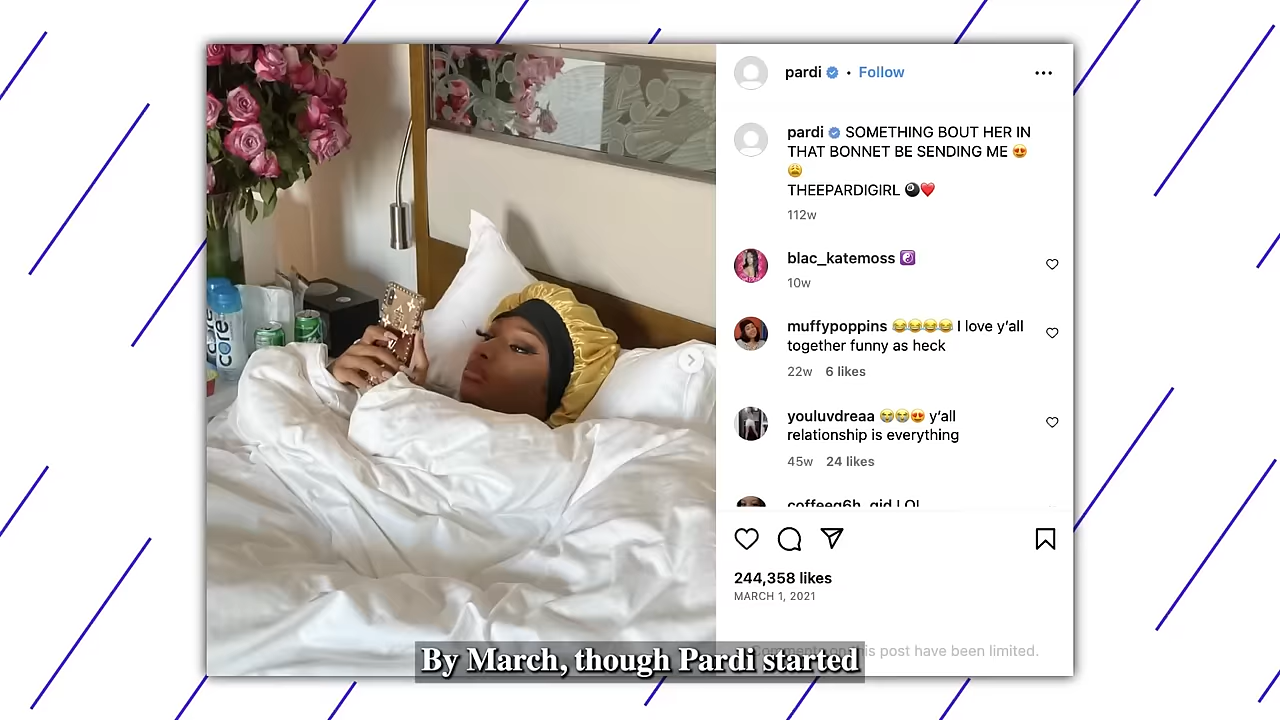 pardi • Follow
pardi SOMETHING BOUT HER IN
THAT BONNET BE SENDING ME 😍
😩
THEEPARDIGIRL 🎱❤️
112w
blac_katemoss ☯️
10w
muffypoppins 😂😂😂😂 I love y’all
together funny as heck
22w 6 likes
youluvdreaa 😭😭😍 y’all
relationship is everything
45w 24 likes
244,358 likes
MARCH 1, 2021
this post have been limited.
By March, though Pardi started
care